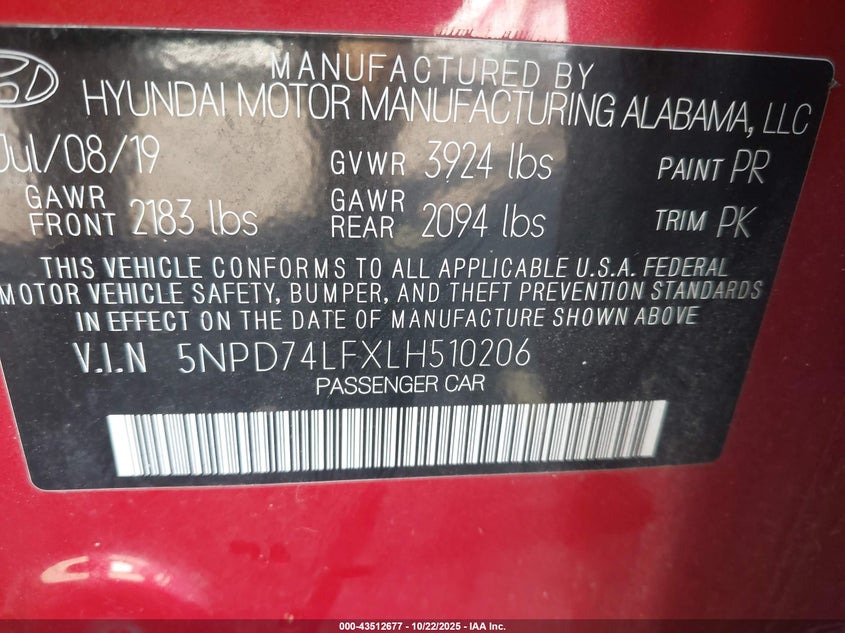 MANUFACTURED BY
HYUNDAI MOTOR MANUFACTURING ALABAMA, LLC
Jul/08/19 GVWR 3924 lbs PAINT PR
GAWR FRONT 2183 lbs GAWR REAR 2094 lbs TRIM PK
THIS VEHICLE CONFORMS TO ALL APPLICABLE U.S.A. FEDERAL
MOTOR VEHICLE SAFETY, BUMPER, AND THEFT PREVENTION STANDARDS
IN EFFECT ON THE DATE OF MANUFACTURE SHOWN ABOVE
V.I.N 5NPD74LFXLH510206
PASSENGER CAR
000-43512677 - 10/22/2025 - IAA Inc.